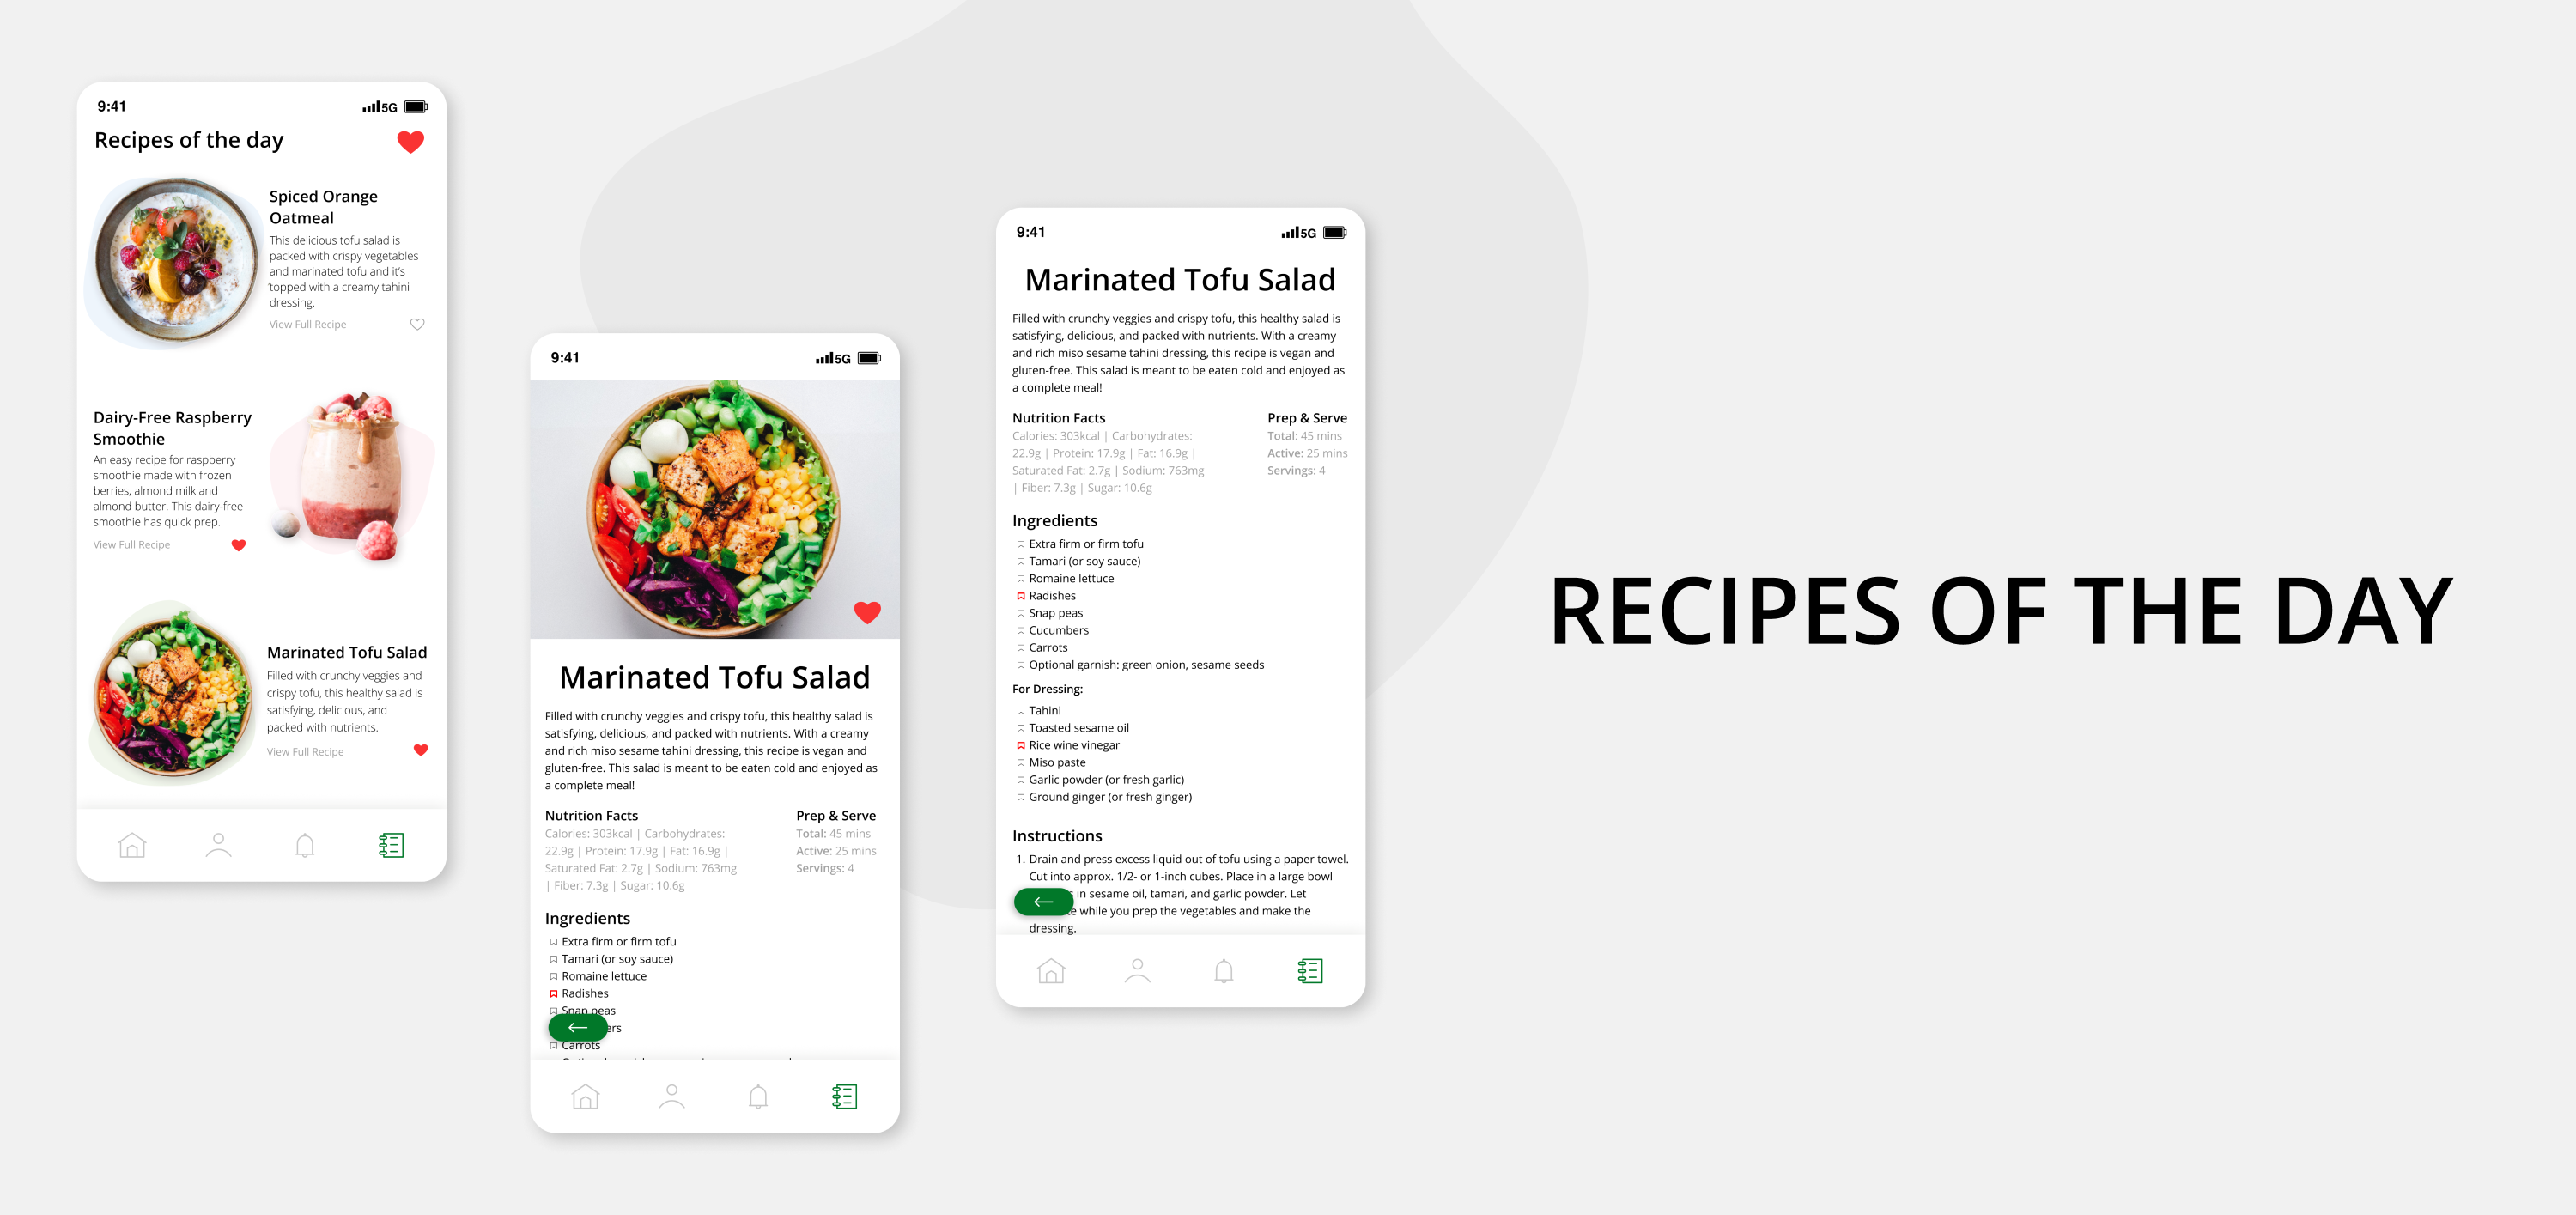 9:41
5G
Recipes of the day
Spiced Orange
Oatmeal
This delicious tofu salad is
packed with crispy vegetables
and marinated tofu and it's
'topped with a creamy tahini
dressing.
View Full Recipe
Dairy-Free Raspberry
Smoothie
An easy recipe for raspberry
smoothie made with frozen
berries, almond milk and
almond butter. This dairy-free
smoothie has quick prep.
View Full Recipe
Marinated Tofu Salad
Filled with crunchy veggies and
crispy tofu, this healthy salad is
satisfying, delicious, and
packed with nutrients.
View Full Recipe
9:41
5G
Marinated Tofu Salad
Filled with crunchy veggies and crispy tofu, this healthy salad is
satisfying, delicious, and packed with nutrients. With a creamy
and rich miso sesame tahini dressing, this recipe is vegan and
gluten-free. This salad is meant to be eaten cold and enjoyed as
a complete meal!
Nutrition Facts
Calories: 303kcal | Carbohydrates:
22.9g | Protein: 17.9g | Fat: 16.9g |
Saturated Fat: 2.7g | Sodium: 763mg
| Fiber: 7.3g | Sugar: 10.6g
Prep & Serve
Total: 45 mins
Active: 25 mins
Servings: 4
Ingredients
Extra firm or firm tofu
Tamari (or soy sauce)
Romaine lettuce
Radishes
Snap peas
ers
Carrots
9:41
5G
Marinated Tofu Salad
Filled with crunchy veggies and crispy tofu, this healthy salad is
satisfying, delicious, and packed with nutrients. With a creamy
and rich miso sesame tahini dressing, this recipe is vegan and
gluten-free. This salad is meant to be eaten cold and enjoyed as
a complete meal!
Nutrition Facts
Calories: 303kcal | Carbohydrates:
22.9g | Protein: 17.9g | Fat: 16.9g |
Saturated Fat: 2.7g | Sodium: 763mg
| Fiber: 7.3g | Sugar: 10.6g
Prep & Serve
Total: 45 mins
Active: 25 mins
Servings: 4
Ingredients
Extra firm or firm tofu
Tamari (or soy sauce)
Romaine lettuce
Radishes
Snap peas
Cucumbers
Carrots
Optional garnish: green onion, sesame seeds
For Dressing:
Tahini
Toasted sesame oil
Rice wine vinegar
Miso paste
Garlic powder (or fresh garlic)
Ground ginger (or fresh ginger)
Instructions
1. Drain and press excess liquid out of tofu using a paper towel.
Cut into approx. 1/2- or 1-inch cubes. Place in a large bowl
in sesame oil, tamari, and garlic powder. Let
while you prep the vegetables and make the
dressing.
RECIPES OF THE DAY